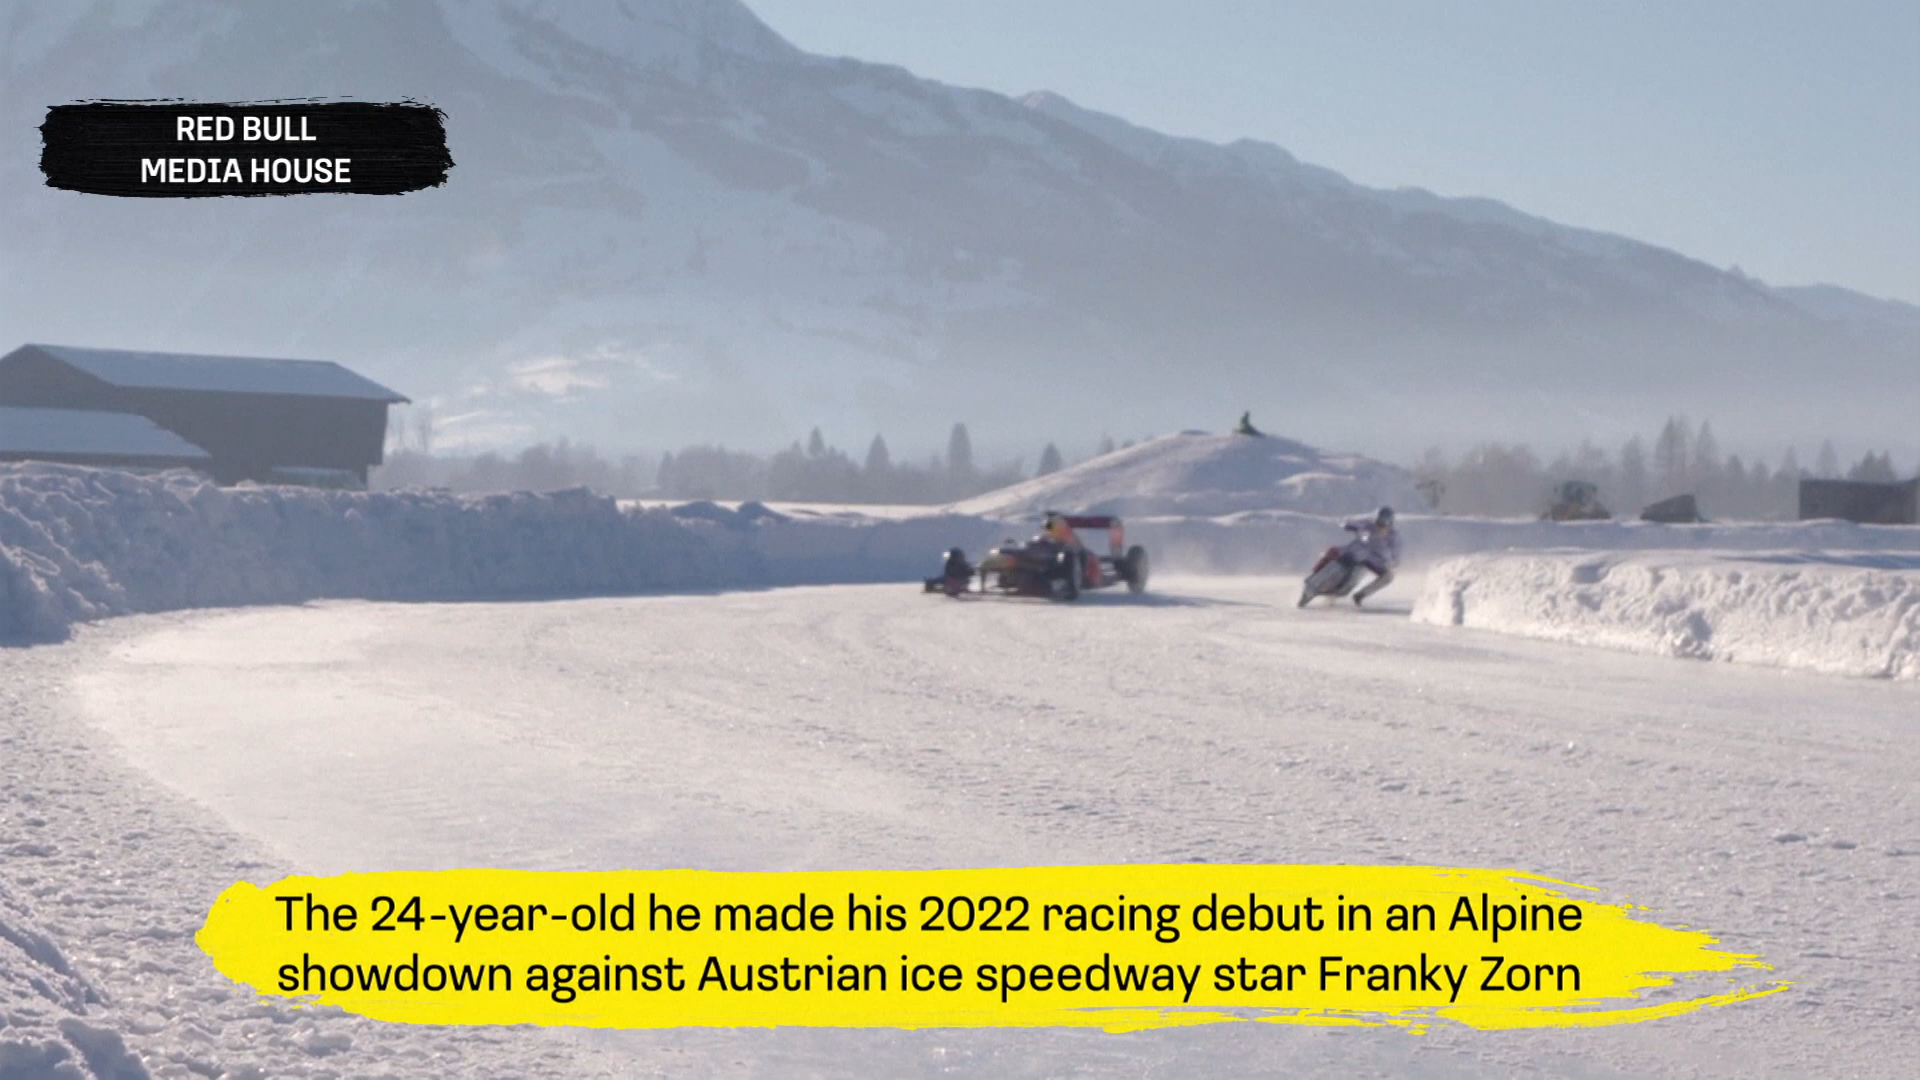 RED BULL
MEDIA HOUSE
The 24-year-old he made his 2022 racing debut in an Alpine
showdown against Austrian ice speedway star Franky Zorn